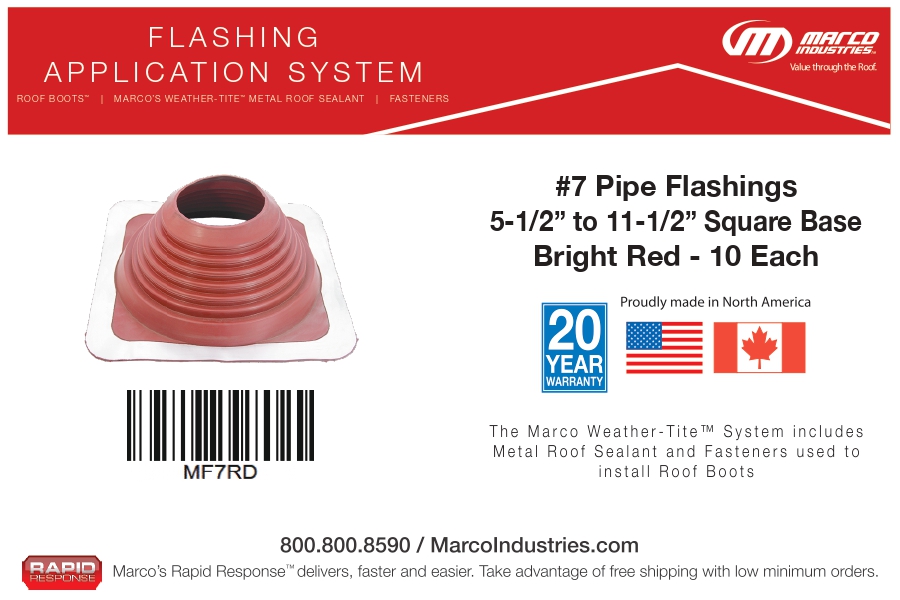 FLASHING
APPLICATION SYSTEM
ROOF BOOTS™ | MARCO'S WEATHER-TITE™ METAL ROOF SEALANT | FASTENERS
MARCO
INDUSTRIES™
Value through the Roof.
#7 Pipe Flashings
5-1/2” to 11-1/2” Square Base
Bright Red - 10 Each
Proudly made in North America
20
YEAR
WARRANTY
The Marco Weather-Tite™ System includes
Metal Roof Sealant and Fasteners used to
install Roof Boots
MF7RD
800.800.8590 / MarcoIndustries.com
RAPID
RESPONSE
Marco’s Rapid Response™ delivers, faster and easier. Take advantage of free shipping with low minimum orders.